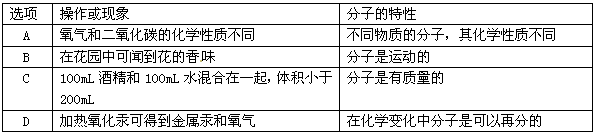 选项 操作或现象 分子的特性
A 氧气和二氧化碳的化学性质不同 不同物质的分子，其化学性质不同
B 在花园中可闻到花的香味 分子是运动的
C 100mL 酒精和 100mL 水混合在一起，体积小于 分子是有质量的
200mL
D 加热氧化汞可得到金属汞和氧气 在化学变化中分子是可以再分的